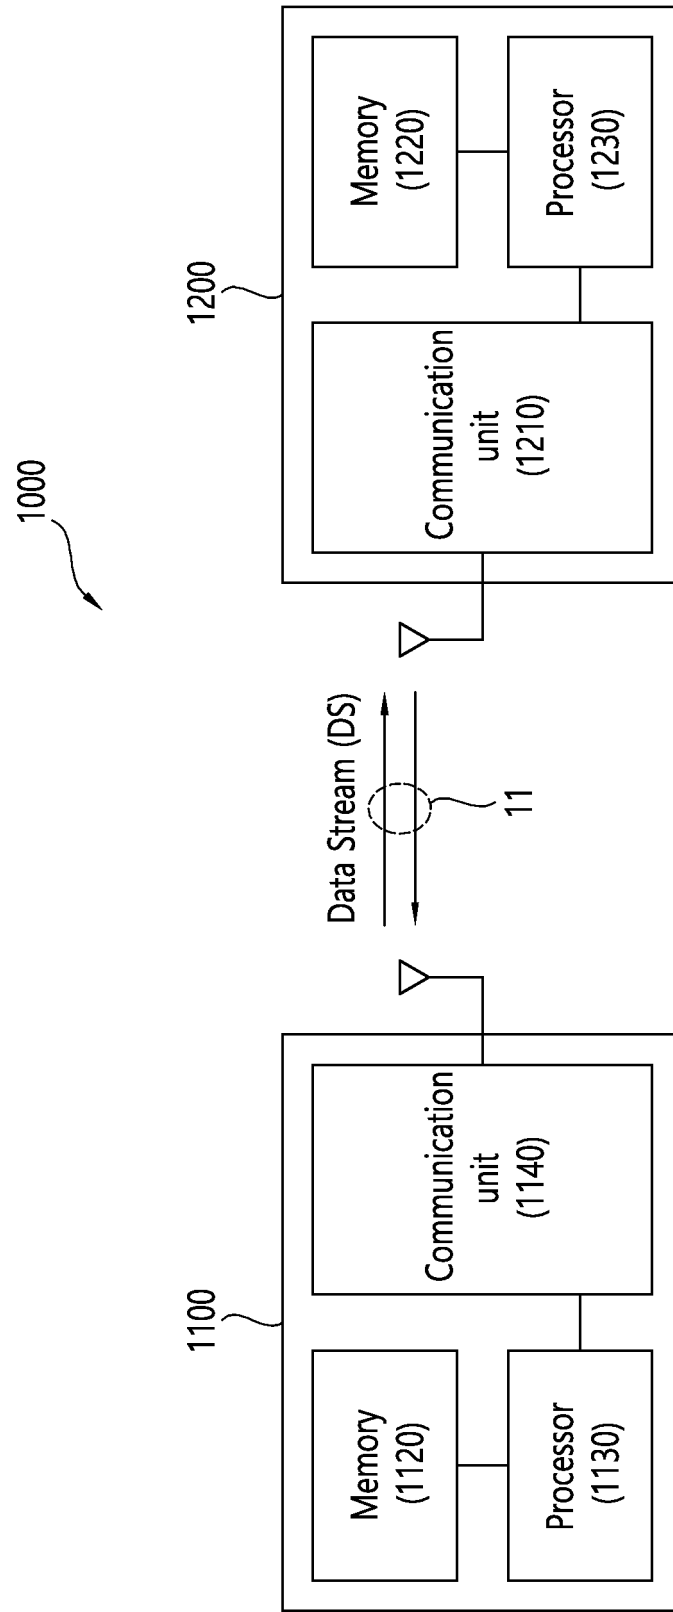 1000
1100
Memory
(1120)
Processor
(1130)
Communication
unit
(1140)
Data Stream (DS)
11
1200
Communication
unit
(1210)
Memory
(1220)
Processor
(1230)